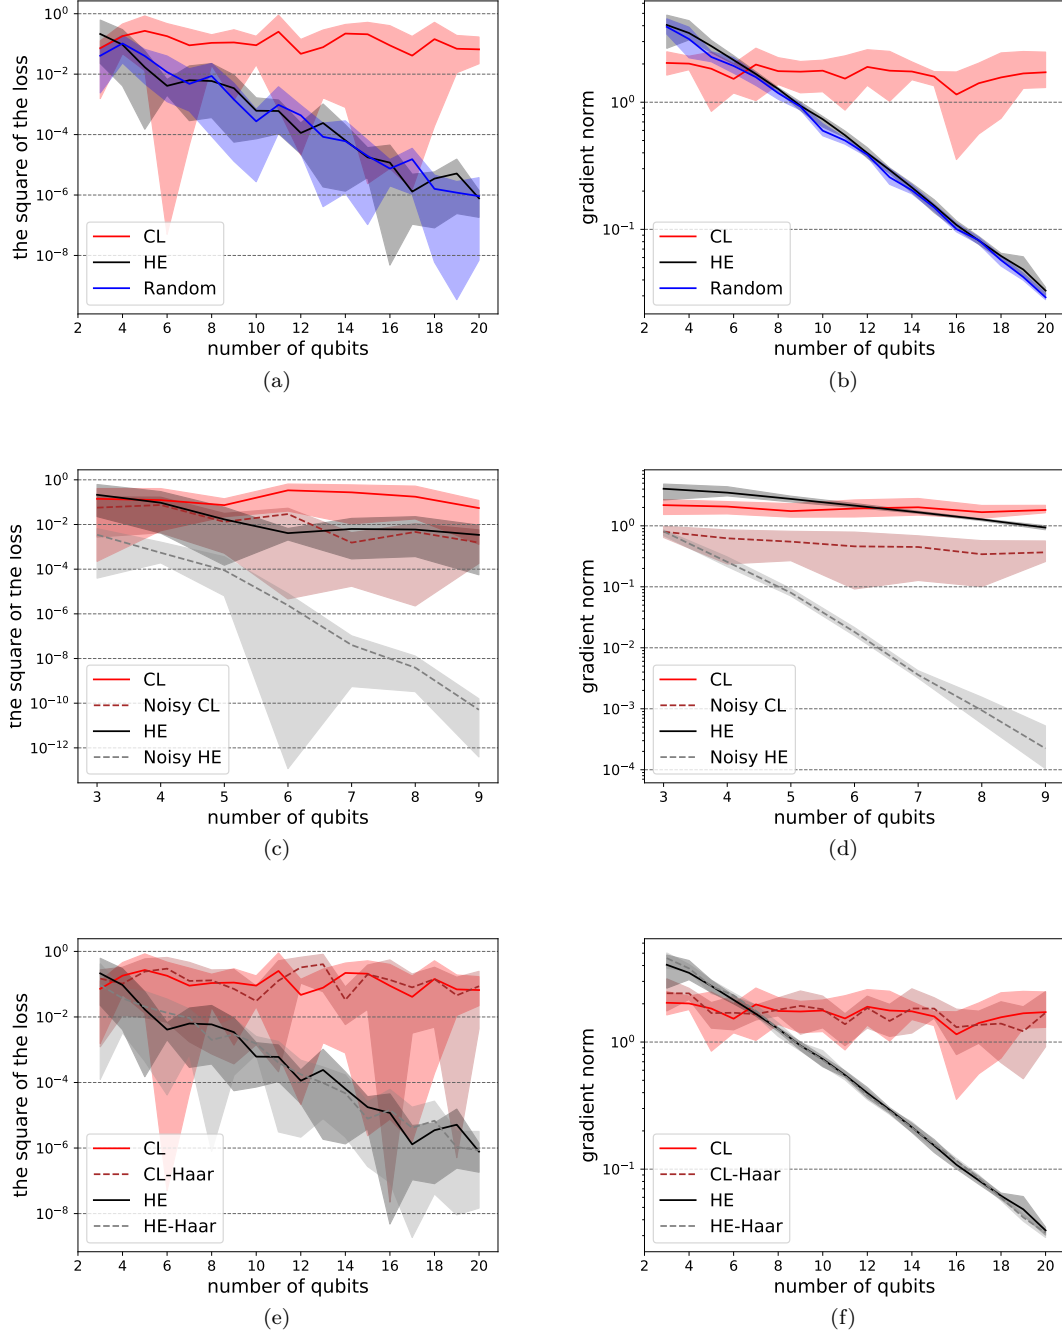 the square of the loss
10^0
10^-2
10^-4
10^-6
10^-8
CL
HE
Random
2 4 6 8 10 12 14 16 18 20
number of qubits
(a)
gradient norm
10^0
10^-1
CL
HE
Random
2 4 6 8 10 12 14 16 18 20
number of qubits
(b)
the square of the loss
10^0
10^-2
10^-4
10^-6
10^-8
10^-10
10^-12
CL
Noisy CL
HE
Noisy HE
3 4 5 6 7 8 9
number of qubits
(c)
gradient norm
10^0
10^-1
10^-2
10^-3
10^-4
CL
Noisy CL
HE
Noisy HE
3 4 5 6 7 8 9
number of qubits
(d)
the square of the loss
10^0
10^-2
10^-4
10^-6
10^-8
CL
CL-Haar
HE
HE-Haar
2 4 6 8 10 12 14 16 18 20
number of qubits
(e)
gradient norm
10^0
10^-1
CL
CL-Haar
HE
HE-Haar
2 4 6 8 10 12 14 16 18 20
number of qubits
(f)